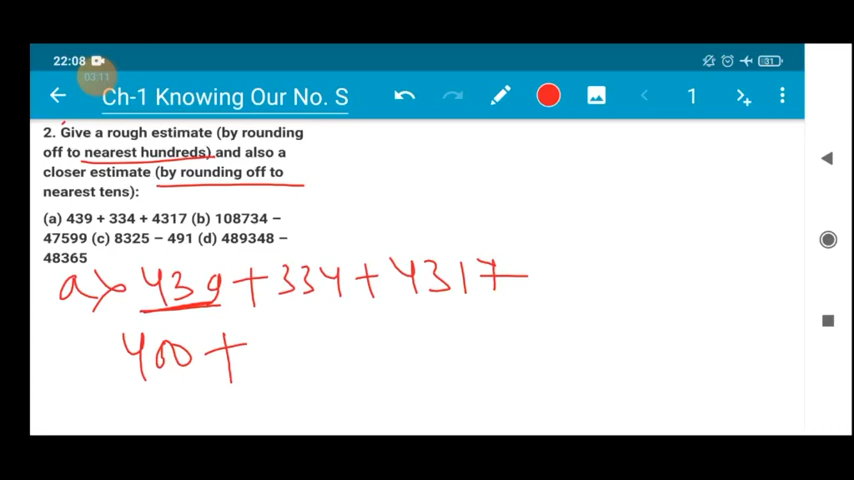 22:08
03:11
31
Ch-1 Knowing Our No. S
1
2. Give a rough estimate (by rounding
off to nearest hundreds) and also a
closer estimate (by rounding off to
nearest tens):
(a) 439 + 334 + 4317 (b) 108734 –
47599 (c) 8325 – 491 (d) 489348 –
48365
a> 439 + 334 + 4317
400 +